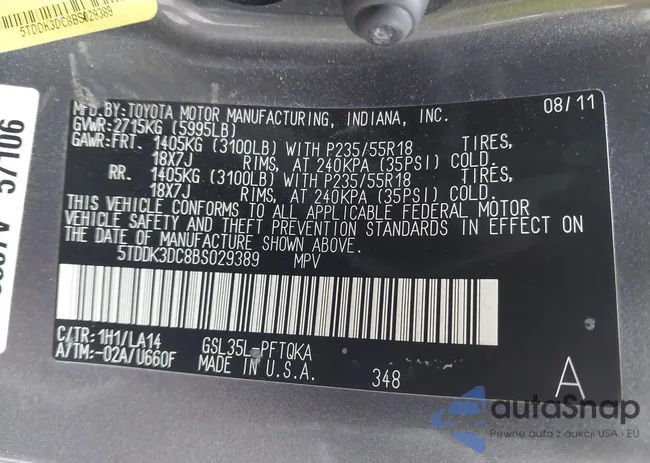 5TDDK3DC8BS029389
MFD.BY:TOYOTA MOTOR MANUFACTURING, INDIANA, INC. 08/11
GVWR:2715KG (5995LB)
GAWR:FRT. 1405KG (3100LB) WITH P235/55R18 TIRES,
18X7J RIMS, AT 240KPA (35PSI) COLD.
RR. 1405KG (3100LB) WITH P235/55R18 TIRES,
18X7J RIMS, AT 240KPA (35PSI) COLD.
THIS VEHICLE CONFORMS TO ALL APPLICABLE FEDERAL MOTOR
VEHICLE SAFETY AND THEFT PREVENTION STANDARDS IN EFFECT ON
THE DATE OF MANUFACTURE SHOWN ABOVE.
5TDDK3DC8BS029389 MPV
C/TR:1H1/LA14 GSL35L-PFTQKA
A/TM:-02A/U660F MADE IN U.S.A. 348 A
autaSnap
Pewne auta z aukcji USA i EU